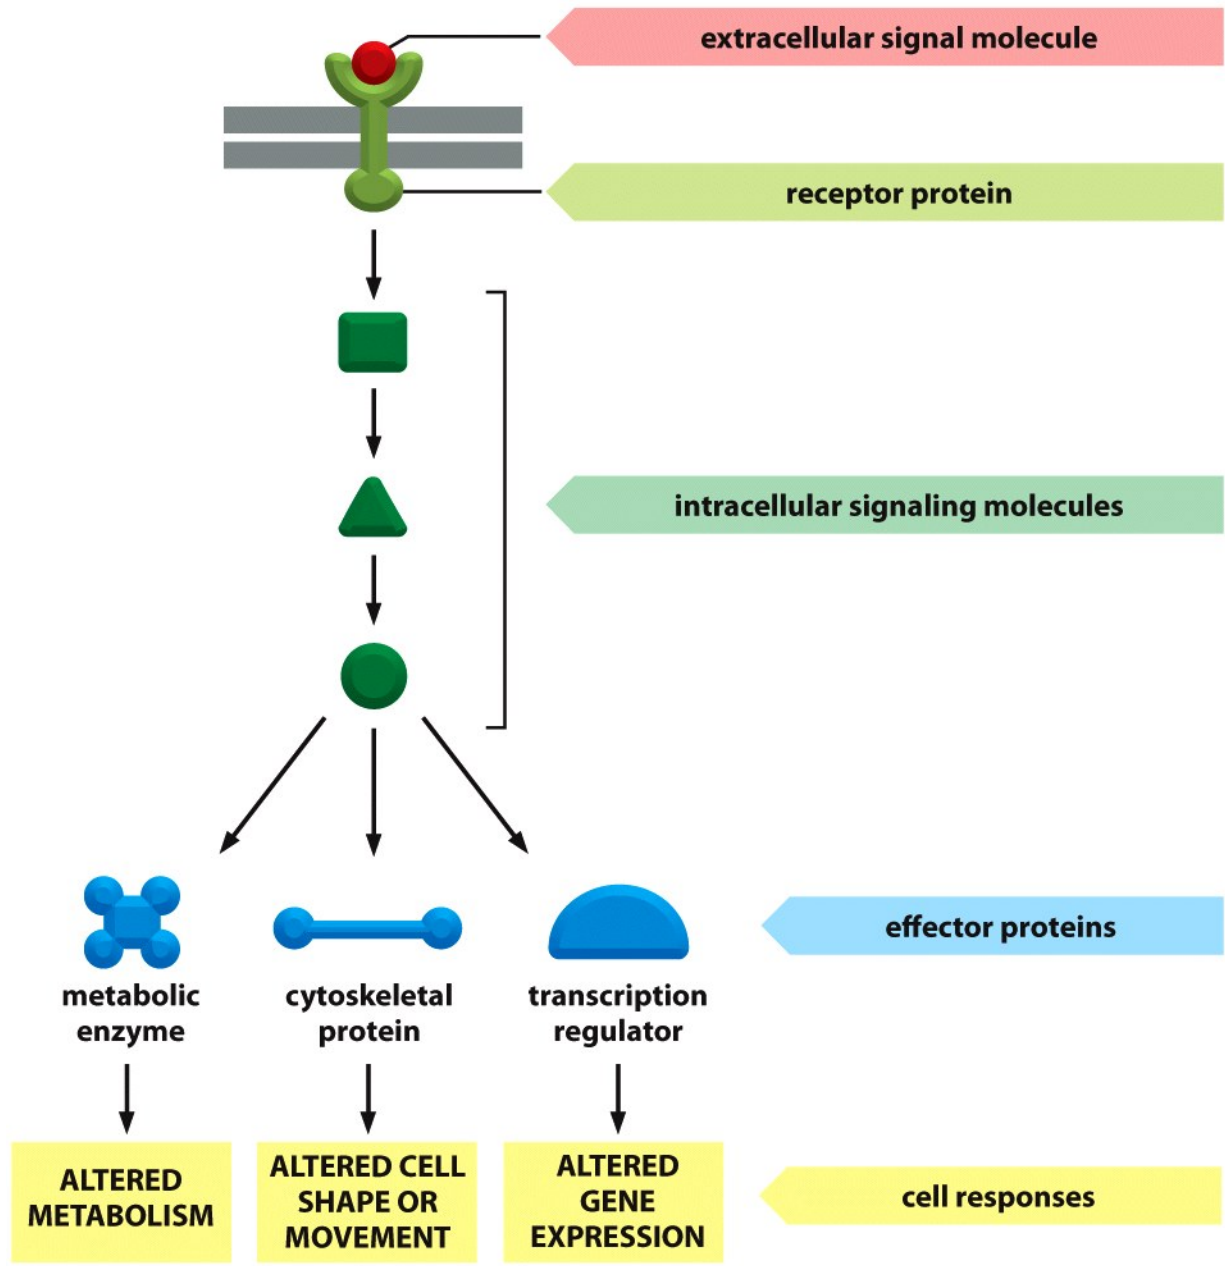 extracellular signal molecule
receptor protein
intracellular signaling molecules
effector proteins
metabolic
enzyme
cytoskeletal
protein
transcription
regulator
ALTERED
METABOLISM
ALTERED CELL
SHAPE OR
MOVEMENT
ALTERED
GENE
EXPRESSION
cell responses